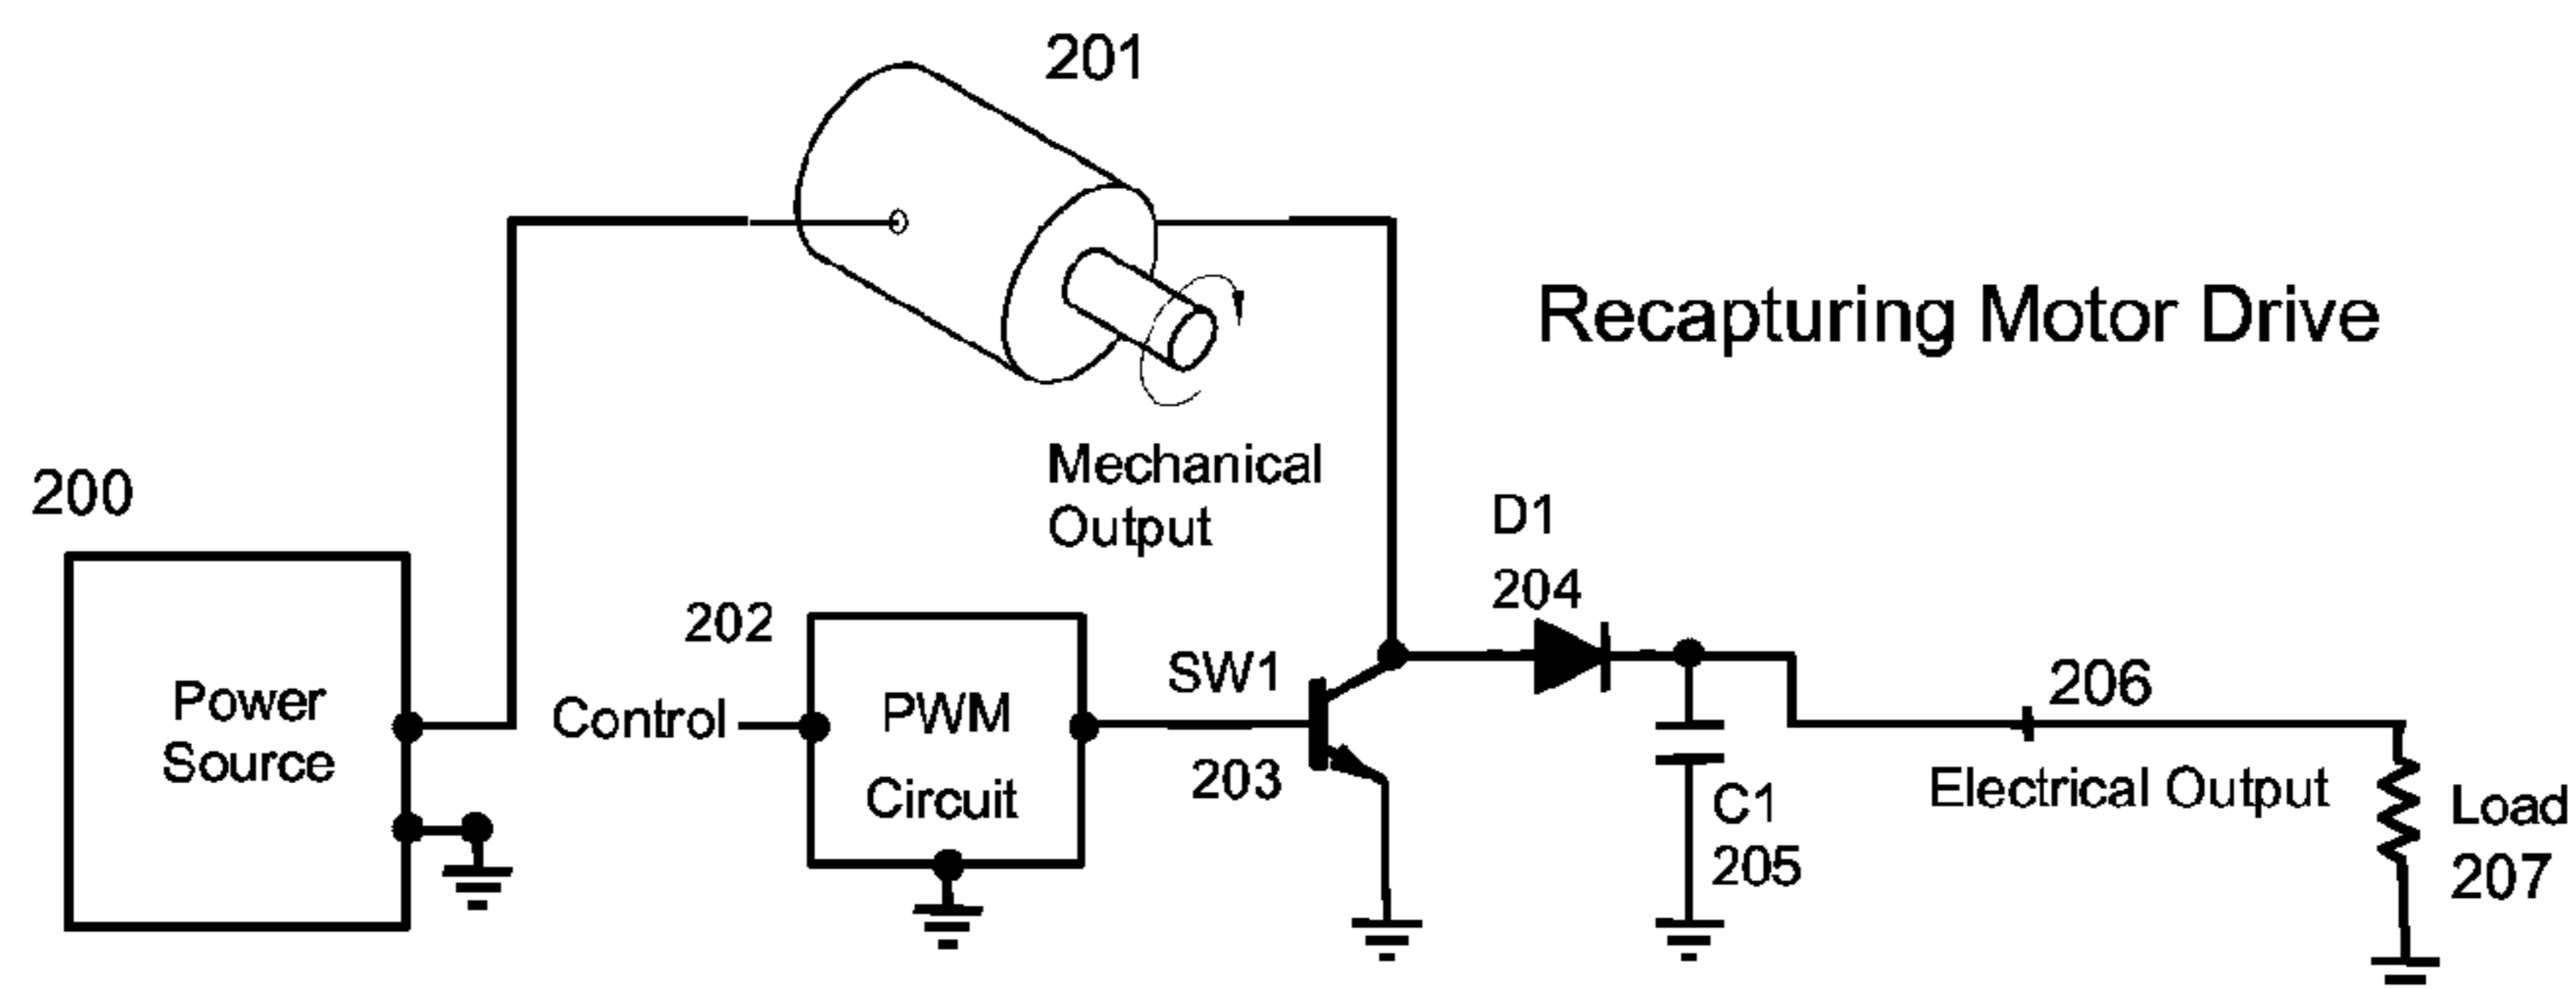 201
Recapturing Motor Drive
Mechanical
Output
200
Power
Source
202
Control
PWM
Circuit
SW1
203
D1
204
C1
205
206
Electrical Output
Load
207